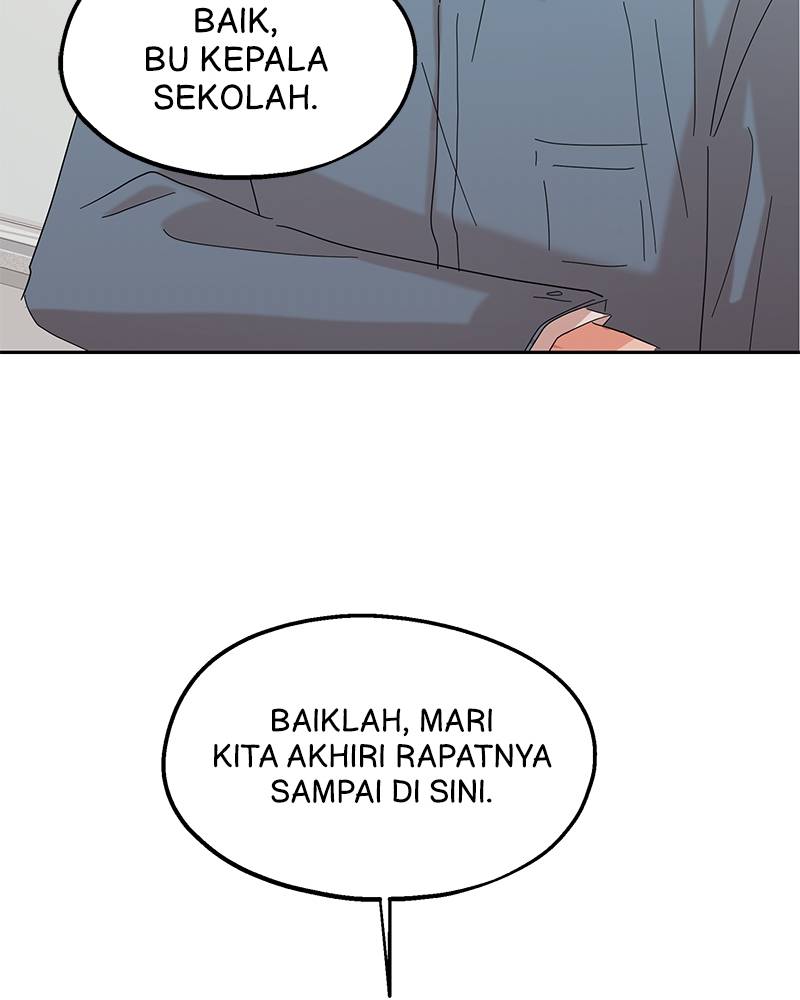 BAIK,
BU KEPALA
SEKOLAH.
BAIKLAH, MARI
KITA AKHIRI RAPATNYA
SAMPAI DI SINI.